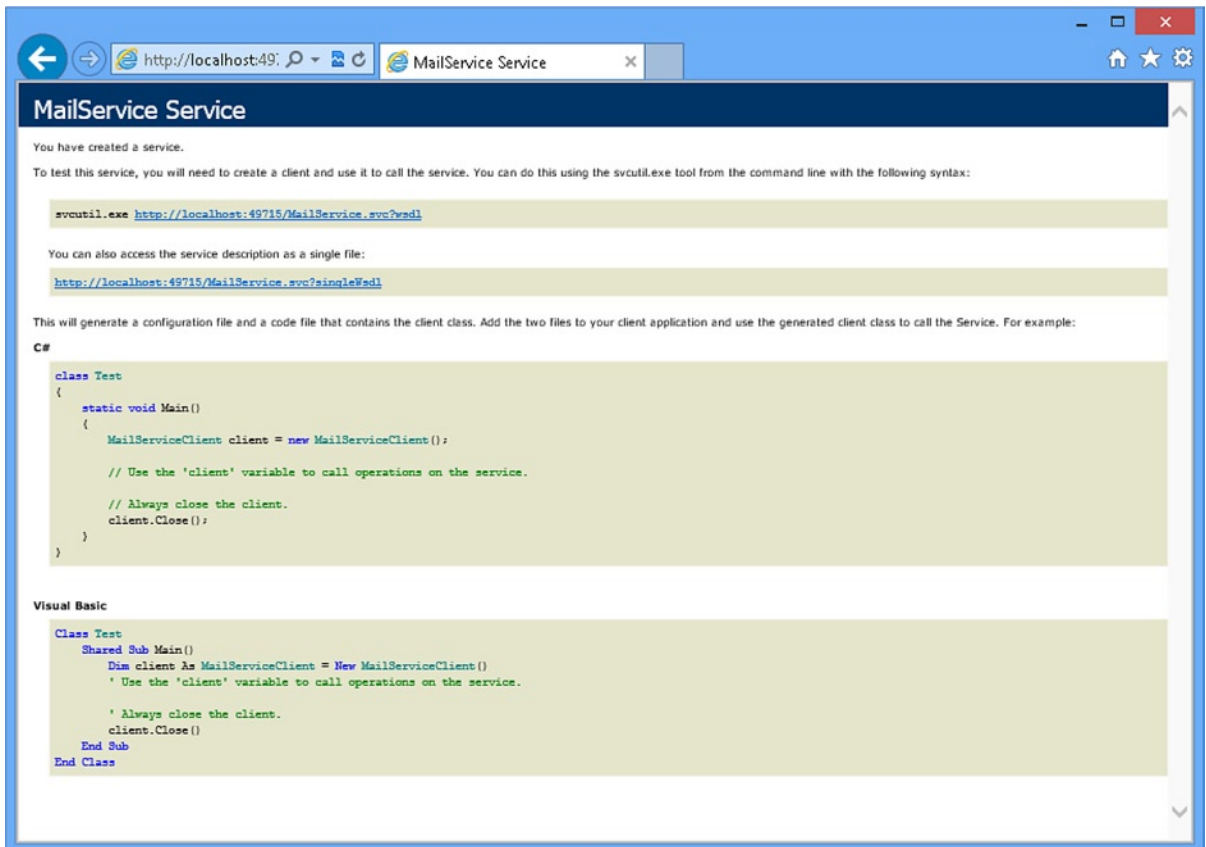 http://localhost:49
MailService Service
MailService Service
You have created a service.
To test this service, you will need to create a client and use it to call the service. You can do this using the svcutil.exe tool from the command line with the following syntax:
svcutil.exe http://localhost:49715/MailService.svc?wsdl
You can also access the service description as a single file:
http://localhost:49715/MailService.svc?singleWsdl
This will generate a configuration file and a code file that contains the client class. Add the two files to your client application and use the generated client class to call the Service. For example:
C#
class Test
{
    static void Main()
    {
        MailServiceClient client = new MailServiceClient();
        // Use the 'client' variable to call operations on the service.
        // Always close the client.
        client.Close();
    }
}
Visual Basic
Class Test
    Shared Sub Main()
        Dim client As MailServiceClient = New MailServiceClient()
        ' Use the 'client' variable to call operations on the service.
        ' Always close the client.
        client.Close()
    End Sub
End Class